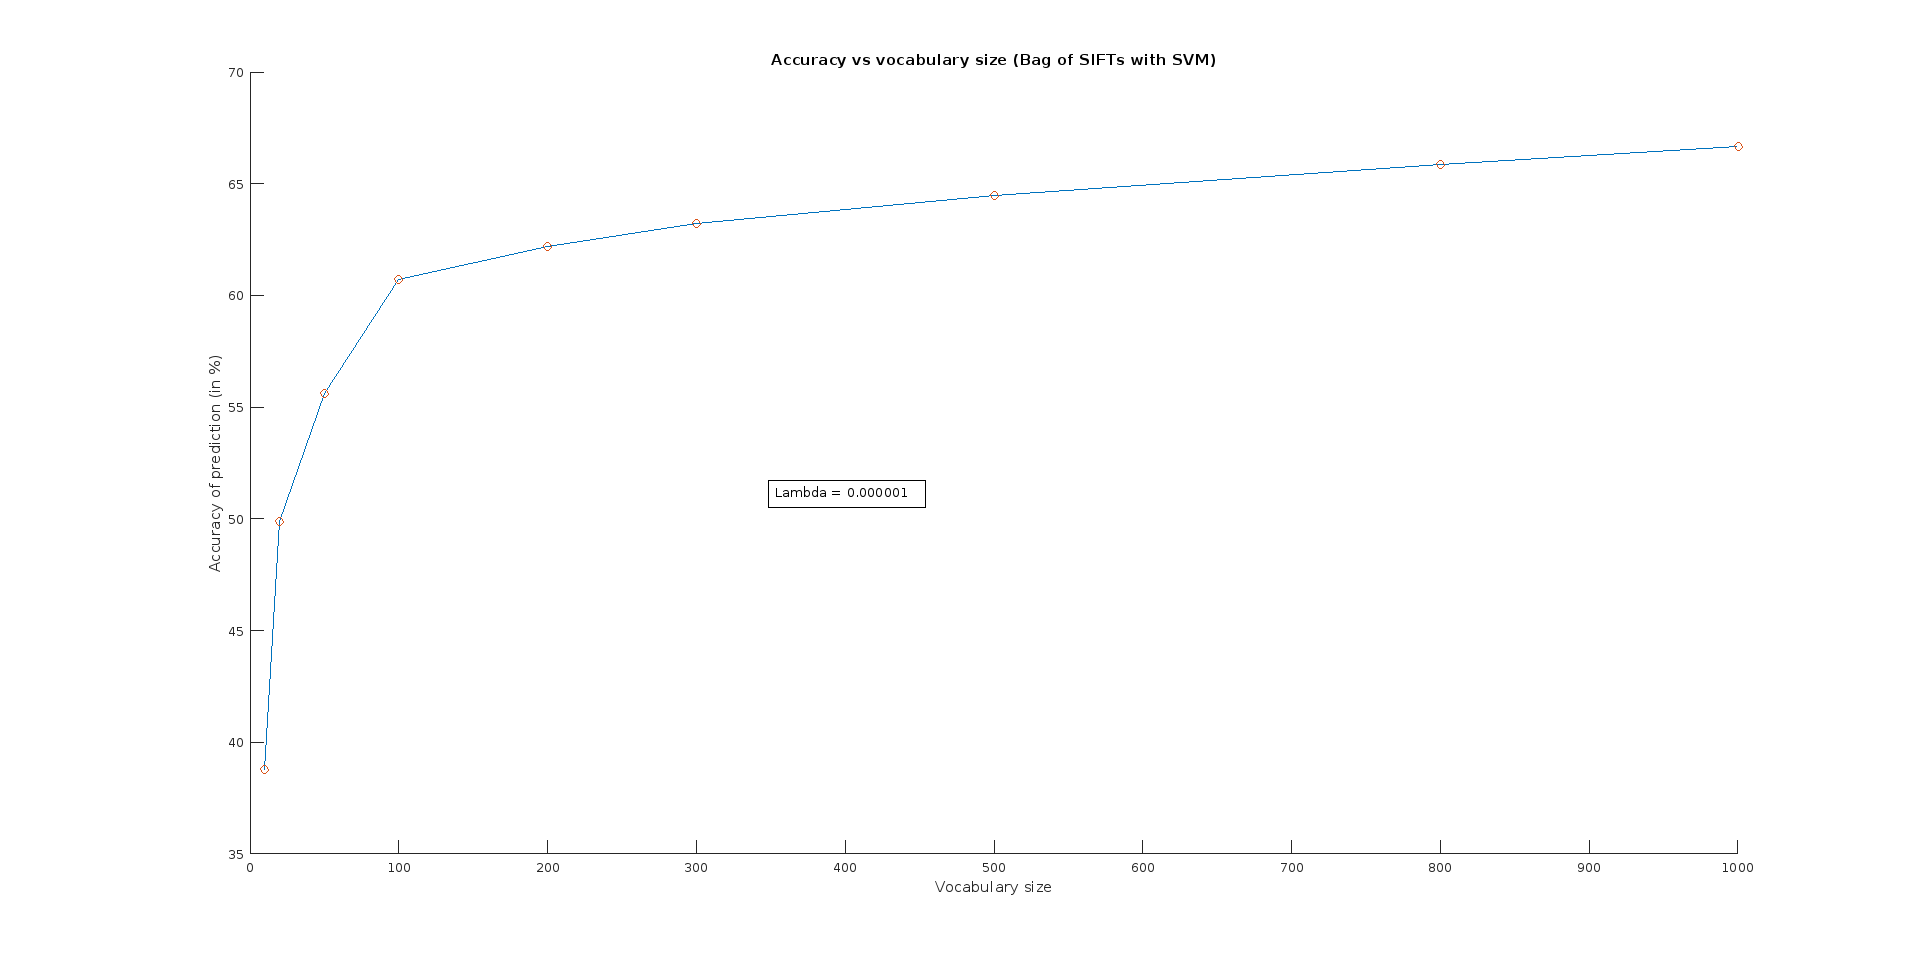 Accuracy vs vocabulary size (Bag of SIFTs with SVM)
70
65
60
55
50
45
40
35
Accuracy of prediction (in %)
Lambda = 0.000001
0 100 200 300 400 500 600 700 800 900 1000
Vocabulary size